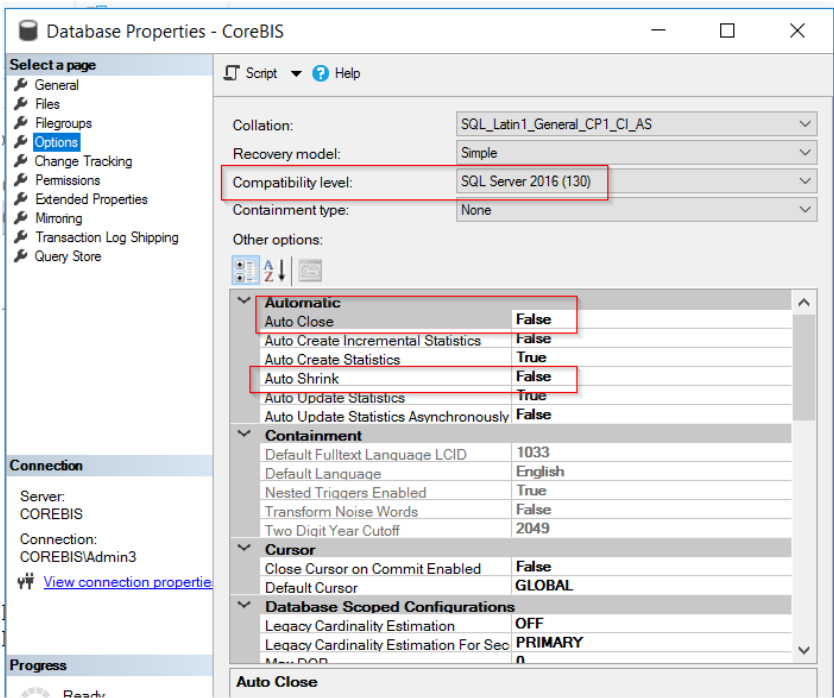 Database Properties - CoreBIS
Select a page
General
Files
Filegroups
Options
Change Tracking
Permissions
Extended Properties
Mirroring
Transaction Log Shipping
Query Store
Connection
Server:
COREBIS
Connection:
COREBIS\Admin3
View connection properties
Progress
Ready
Script Help
Collation: SQL_Latin1_General_CP1_CI_AS
Recovery model: Simple
Compatibility level: SQL Server 2016 (130)
Containment type: None
Other options:
Automatic
Auto Close False
Auto Create Incremental Statistics False
Auto Create Statistics True
Auto Shrink False
Auto Update Statistics True
Auto Update Statistics Asynchronously False
Containment
Default Fulltext Language LCID 1033
Default Language English
Nested Triggers Enabled True
Transform Noise Words False
Two Digit Year Cutoff 2049
Cursor
Close Cursor on Commit Enabled False
Default Cursor GLOBAL
Database Scoped Configurations
Legacy Cardinality Estimation OFF
Legacy Cardinality Estimation For Sec PRIMARY
Max DOP 0
Auto Close